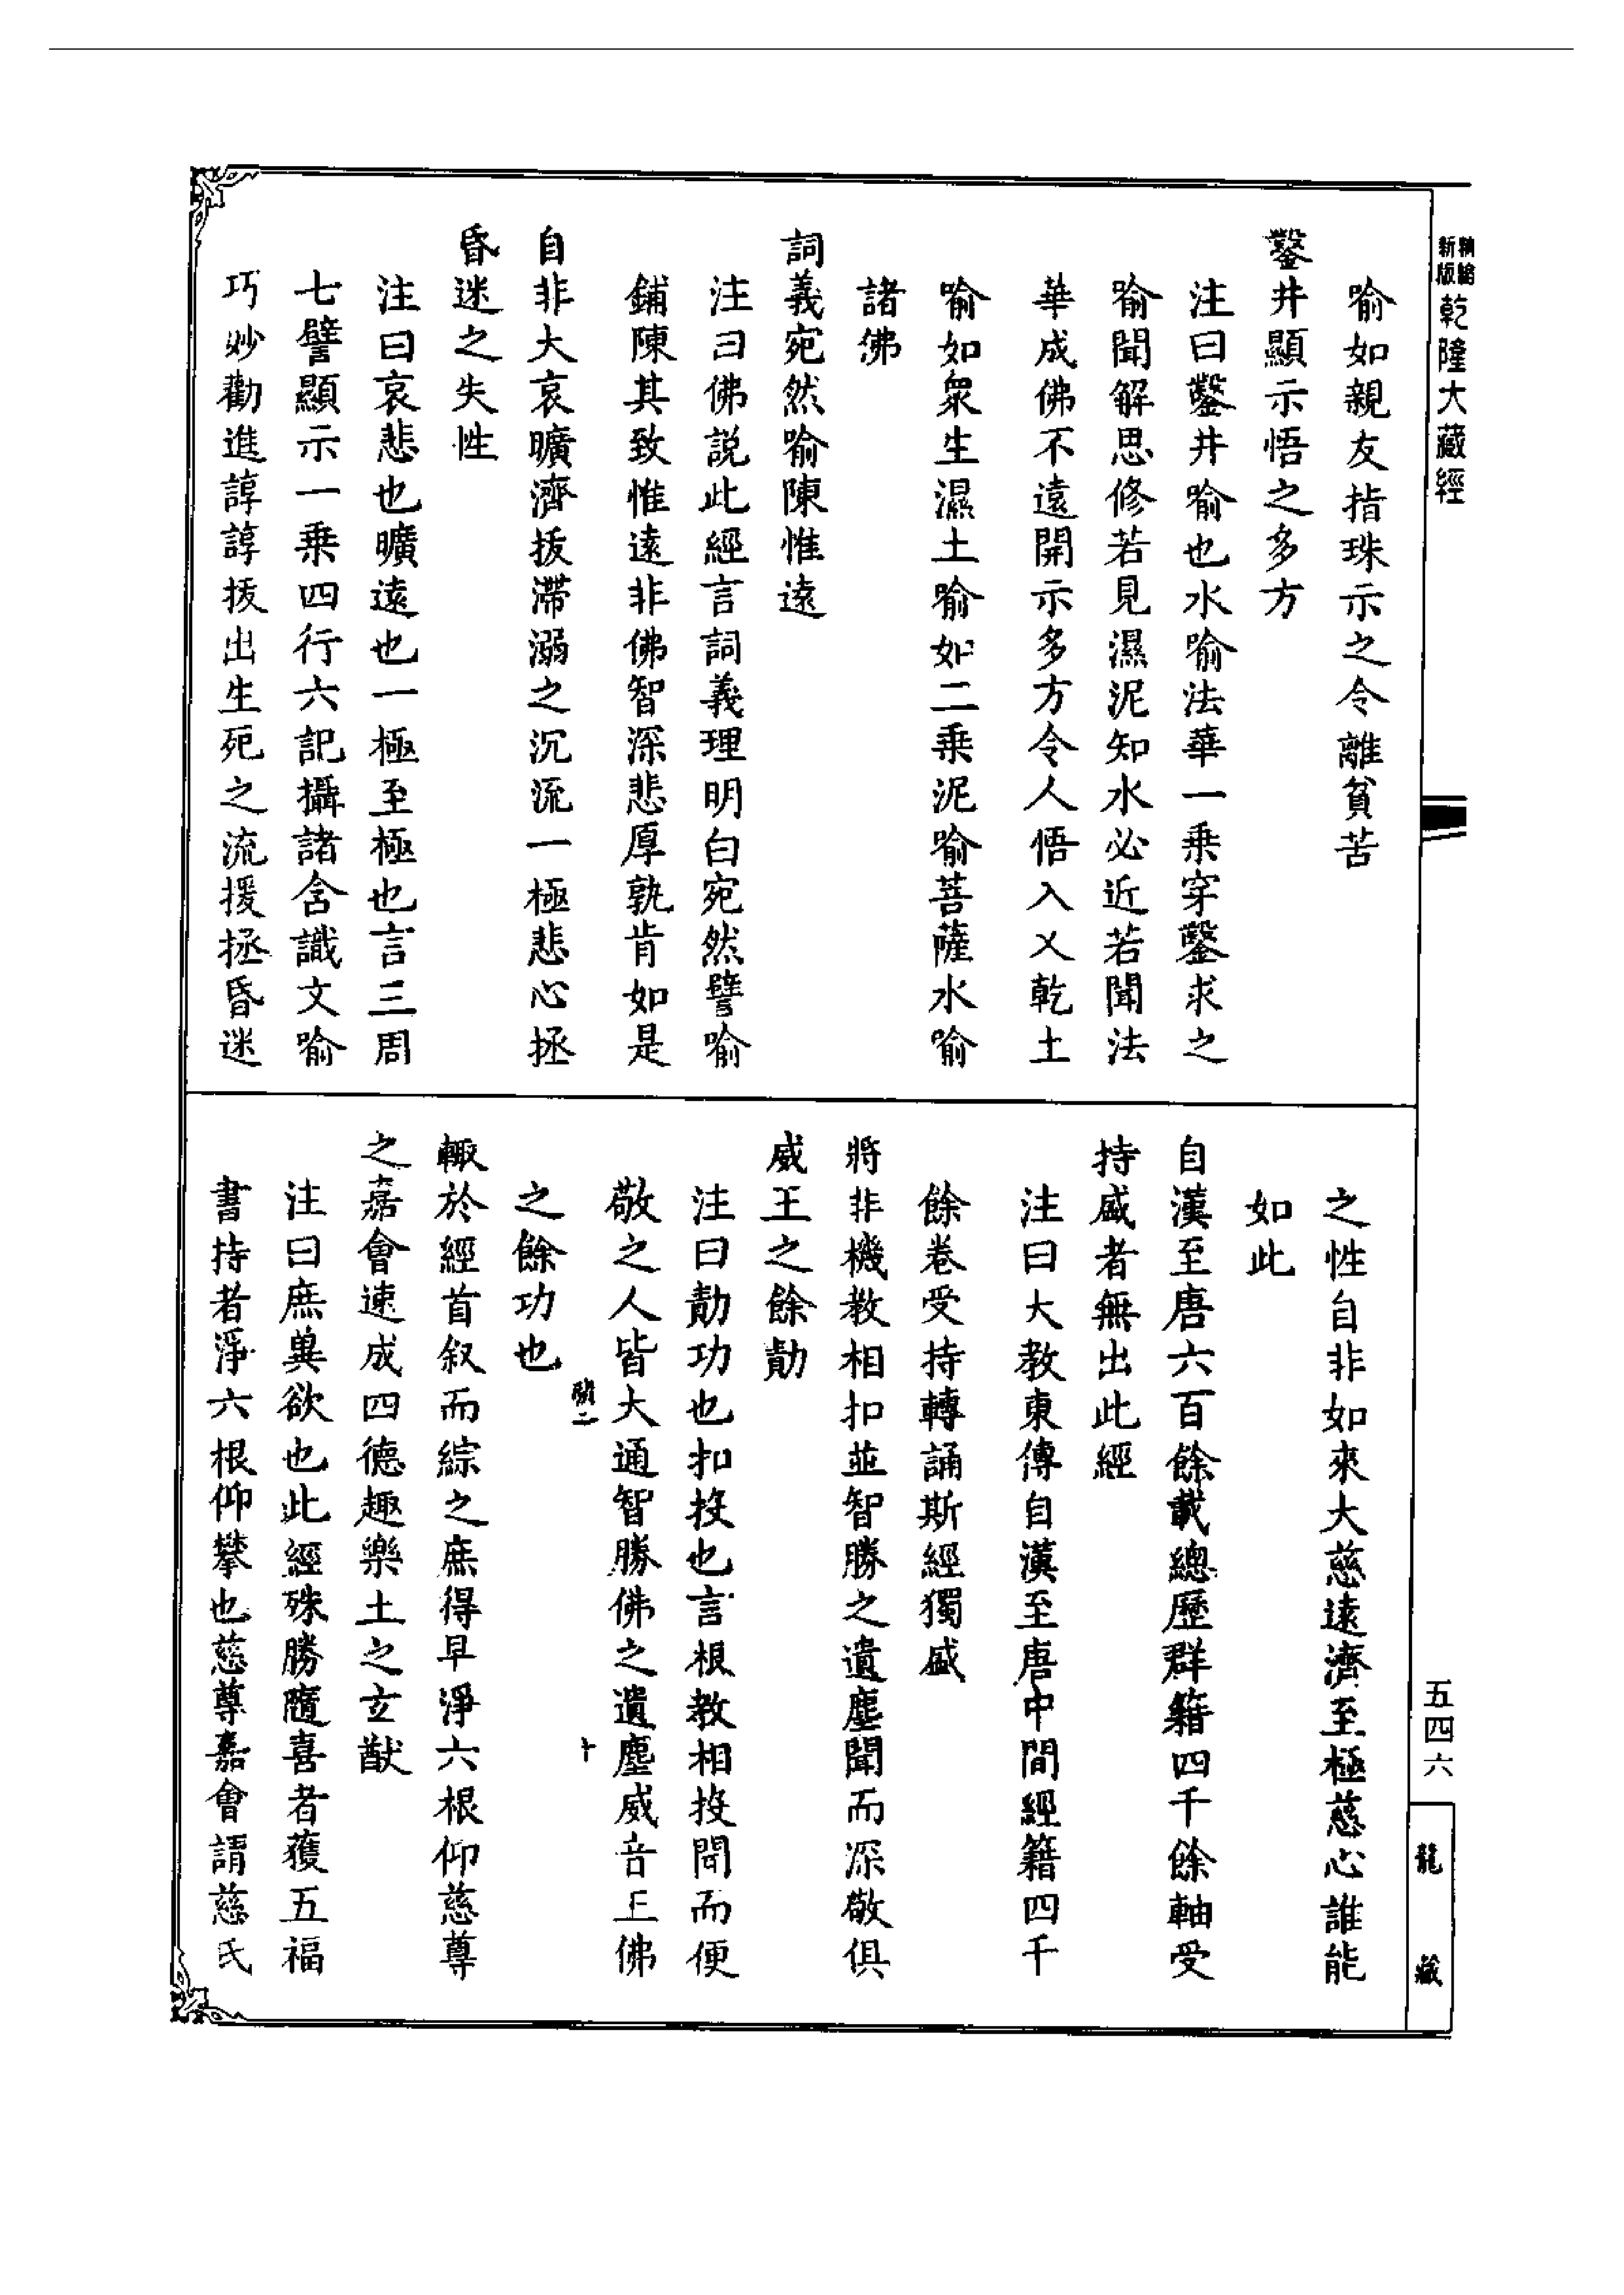 精縮
新版
乾隆大藏經
喻如親友指珠示之令離貧苦
鑿井顯示悟之多方
注曰鑿井喻也水喻法華一乘穿鑿求之
喻聞解思修若見濕泥知水必近若聞法
華成佛不遠開示多方令人悟入又乾土
喻如衆生濕土喻如二乘泥喻菩薩水喻
諸佛
詞義宛然喻陳惟遠
注曰佛説此經言詞義理明白宛然譬喻
鋪陳其致惟遠非佛智深悲厚孰肯如是
自非大哀曠濟拔滯溺之沉流一極悲心拯
昏迷之失性
注曰哀悲也曠遠也一極至極也言三周
七譬顯示一乘四行六記攝諸含識文喻
巧妙勸進諄諄拔出生死之流援拯昏迷
之性自非如來大慈遠濟至極慈心誰能
如此
自漢至唐六百餘載總歷群籍四千餘軸受
持盛者無出此經
注曰大教東傳自漢至唐中間經籍四千
餘卷受持轉誦斯經獨盛
將非機教相扣並智勝之遺塵聞而深敬俱
威王之餘勣
注曰勣功也扣投也言根教相投聞而便
敬之人皆大通智勝佛之遺塵威音王佛
之餘功也
輙於經首叙而綜之庶得早淨六根仰慈尊
之嘉會速成四德趣樂土之玄猷
注曰庶兾欲也此經殊勝隨喜者獲五福
書持者淨六根仰攀也慈尊嘉會謂慈氏
十
五四六
龍藏